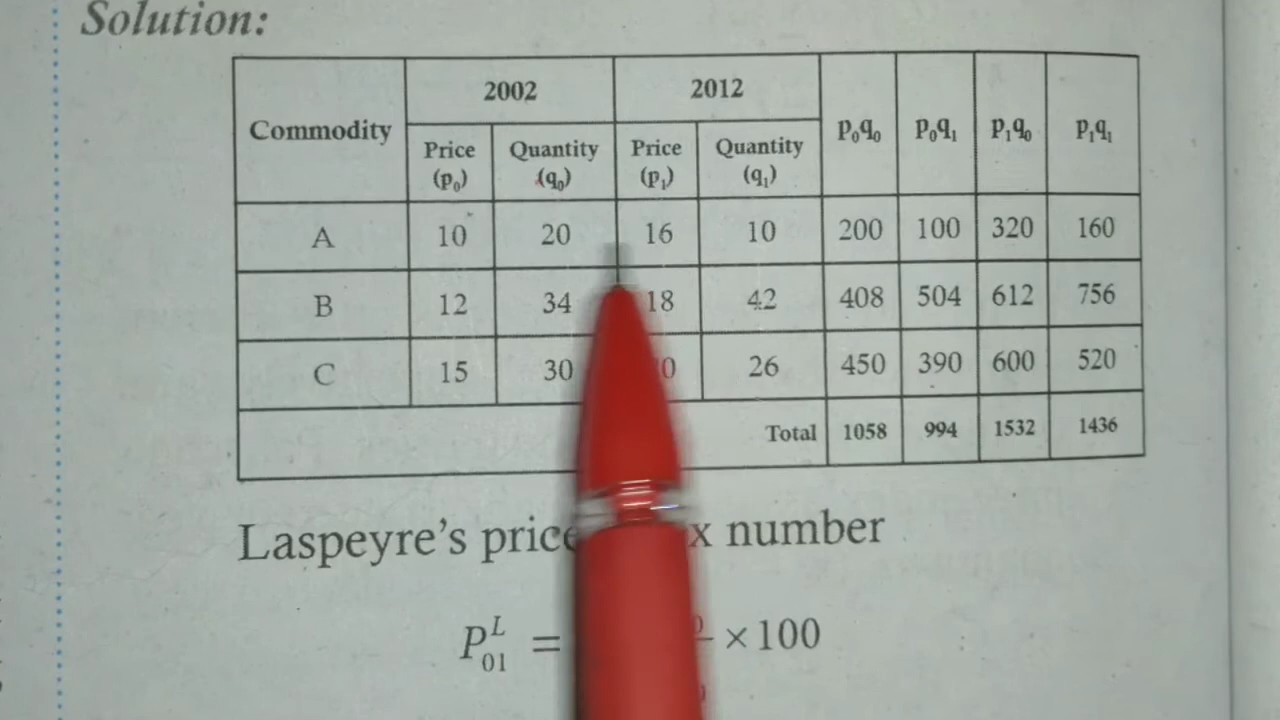 Solution:
Commodity 2002 2012 p₀q₀ p₀q₁ p₁q₀ p₁q₁
Price (p₀) Quantity (q₀) Price (p₁) Quantity (q₁)
A 10 20 16 10 200 100 320 160
B 12 34 18 42 408 504 612 756
C 15 30 26 450 390 600 520
Total 1058 994 1532 1436
Laspeyre's number
P₀₁ᴸ = × 100